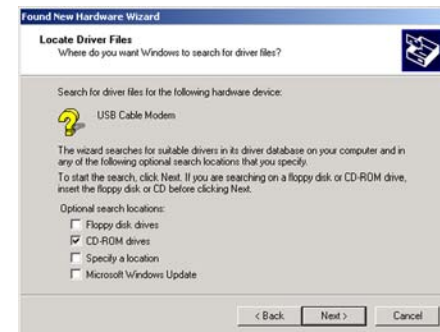 Found New Hardware Wizard
Locate Driver Files
Where do you want Windows to search for driver files?
Search for driver files for the following hardware device:
USB Cable Modem
The wizard searches for suitable drivers in its driver database on your computer and in
any of the following optional search locations that you specify.
To start the search, click Next. If you are searching on a floppy disk or CD-ROM drive,
insert the floppy disk or CD before clicking Next.
Optional search locations:
Floppy disk drives
CD-ROM drives
Specify a location
Microsoft Windows Update
< Back Next > Cancel